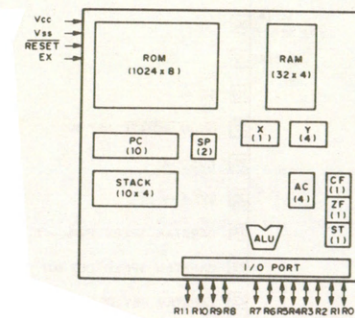 Vcc
Vss
RESET
EX
ROM
(1024 x 8)
RAM
(32 x 4)
PC
(10)
SP
(2)
X
(1)
Y
(4)
STACK
(10 x 4)
AC
(4)
CF
(1)
ZF
(1)
ST
(1)
ALU
I/O PORT
R11 R10 R9 R8 R7 R6 R5 R4 R3 R2 R1 R0